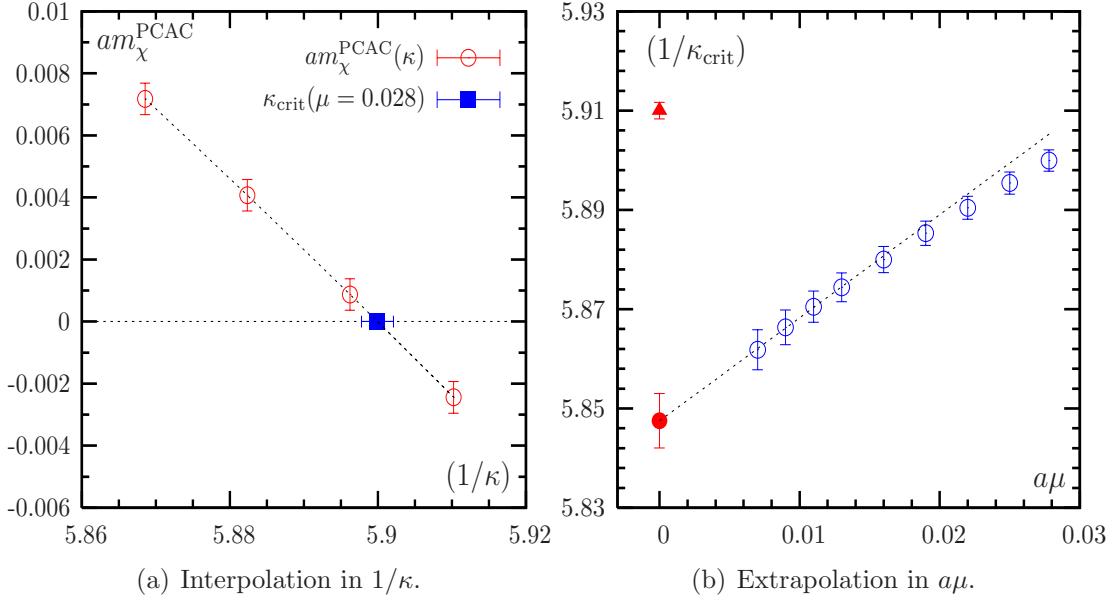 0.01
0.008
0.006
0.004
0.002
0
-0.002
-0.004
-0.006
5.86
5.88
5.9
5.92
am_χ^PCAC
am_χ^PCAC(κ)
κ_crit(μ = 0.028)
(1/κ)
(a) Interpolation in 1/κ.
5.93
5.91
5.89
5.87
5.85
5.83
0
0.01
0.02
0.03
(1/κ_crit)
aμ
(b) Extrapolation in aμ.